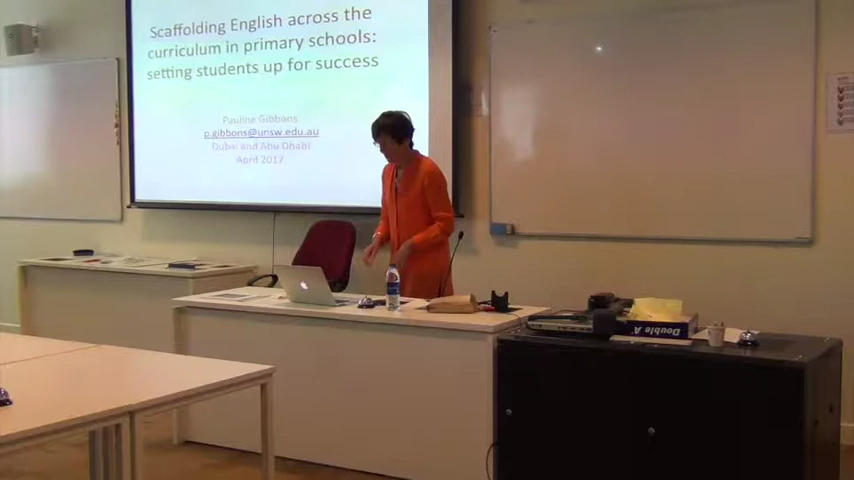 Scaffolding English across the
curriculum in primary schools:
setting students up for success
Pauline Gibbons
p.gibbons@unsw.edu.au
Dubai and Abu Dhabi
April 2017
Double A